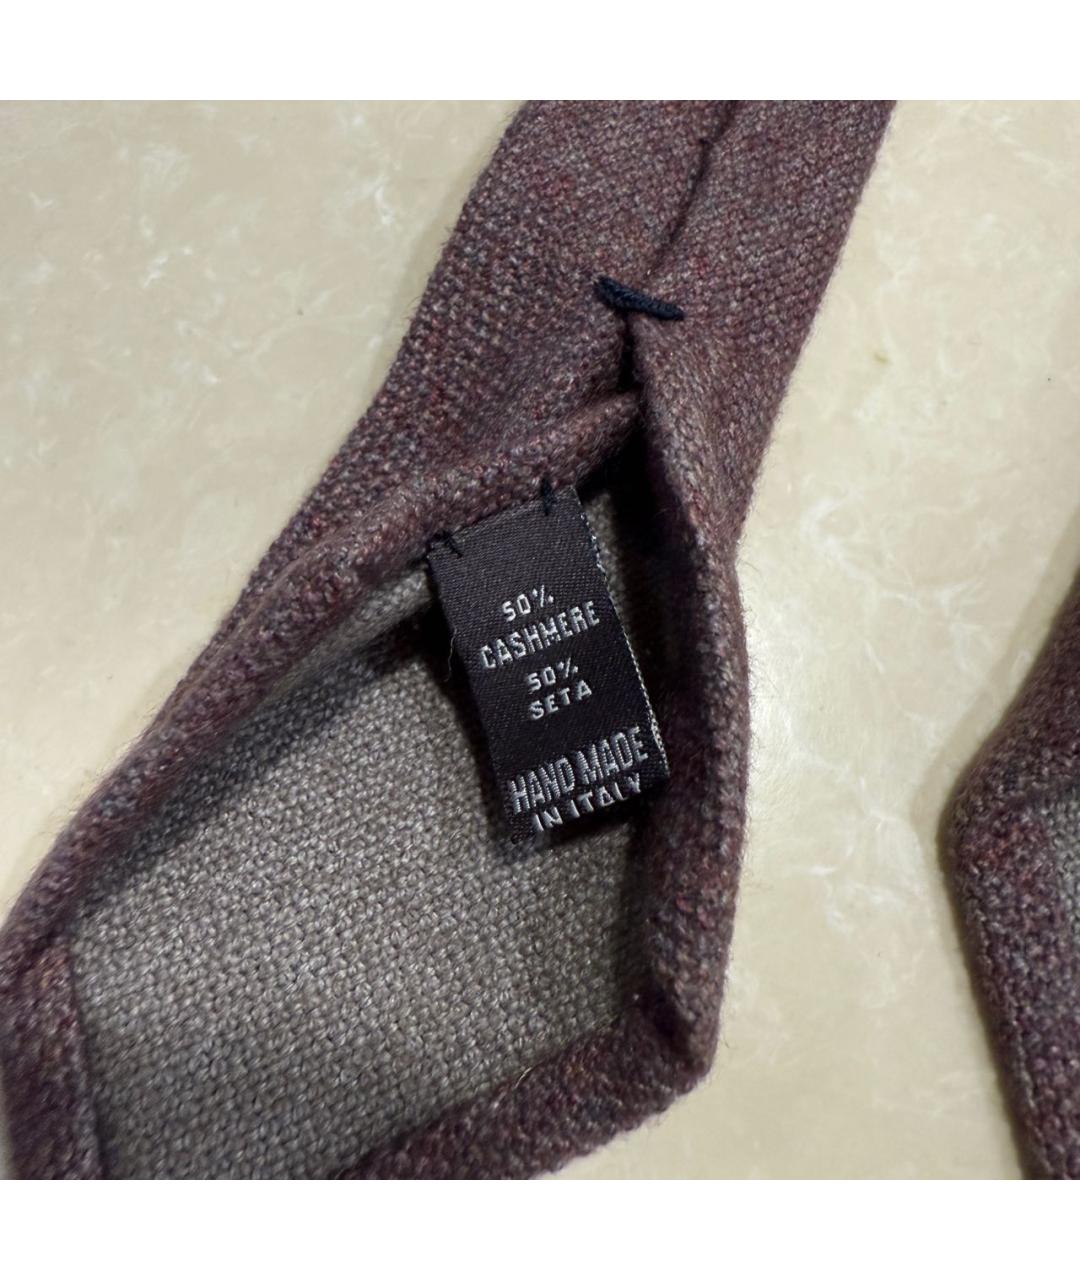 50%
CASHMERE
50%
SETA
HAND MADE
IN ITALY